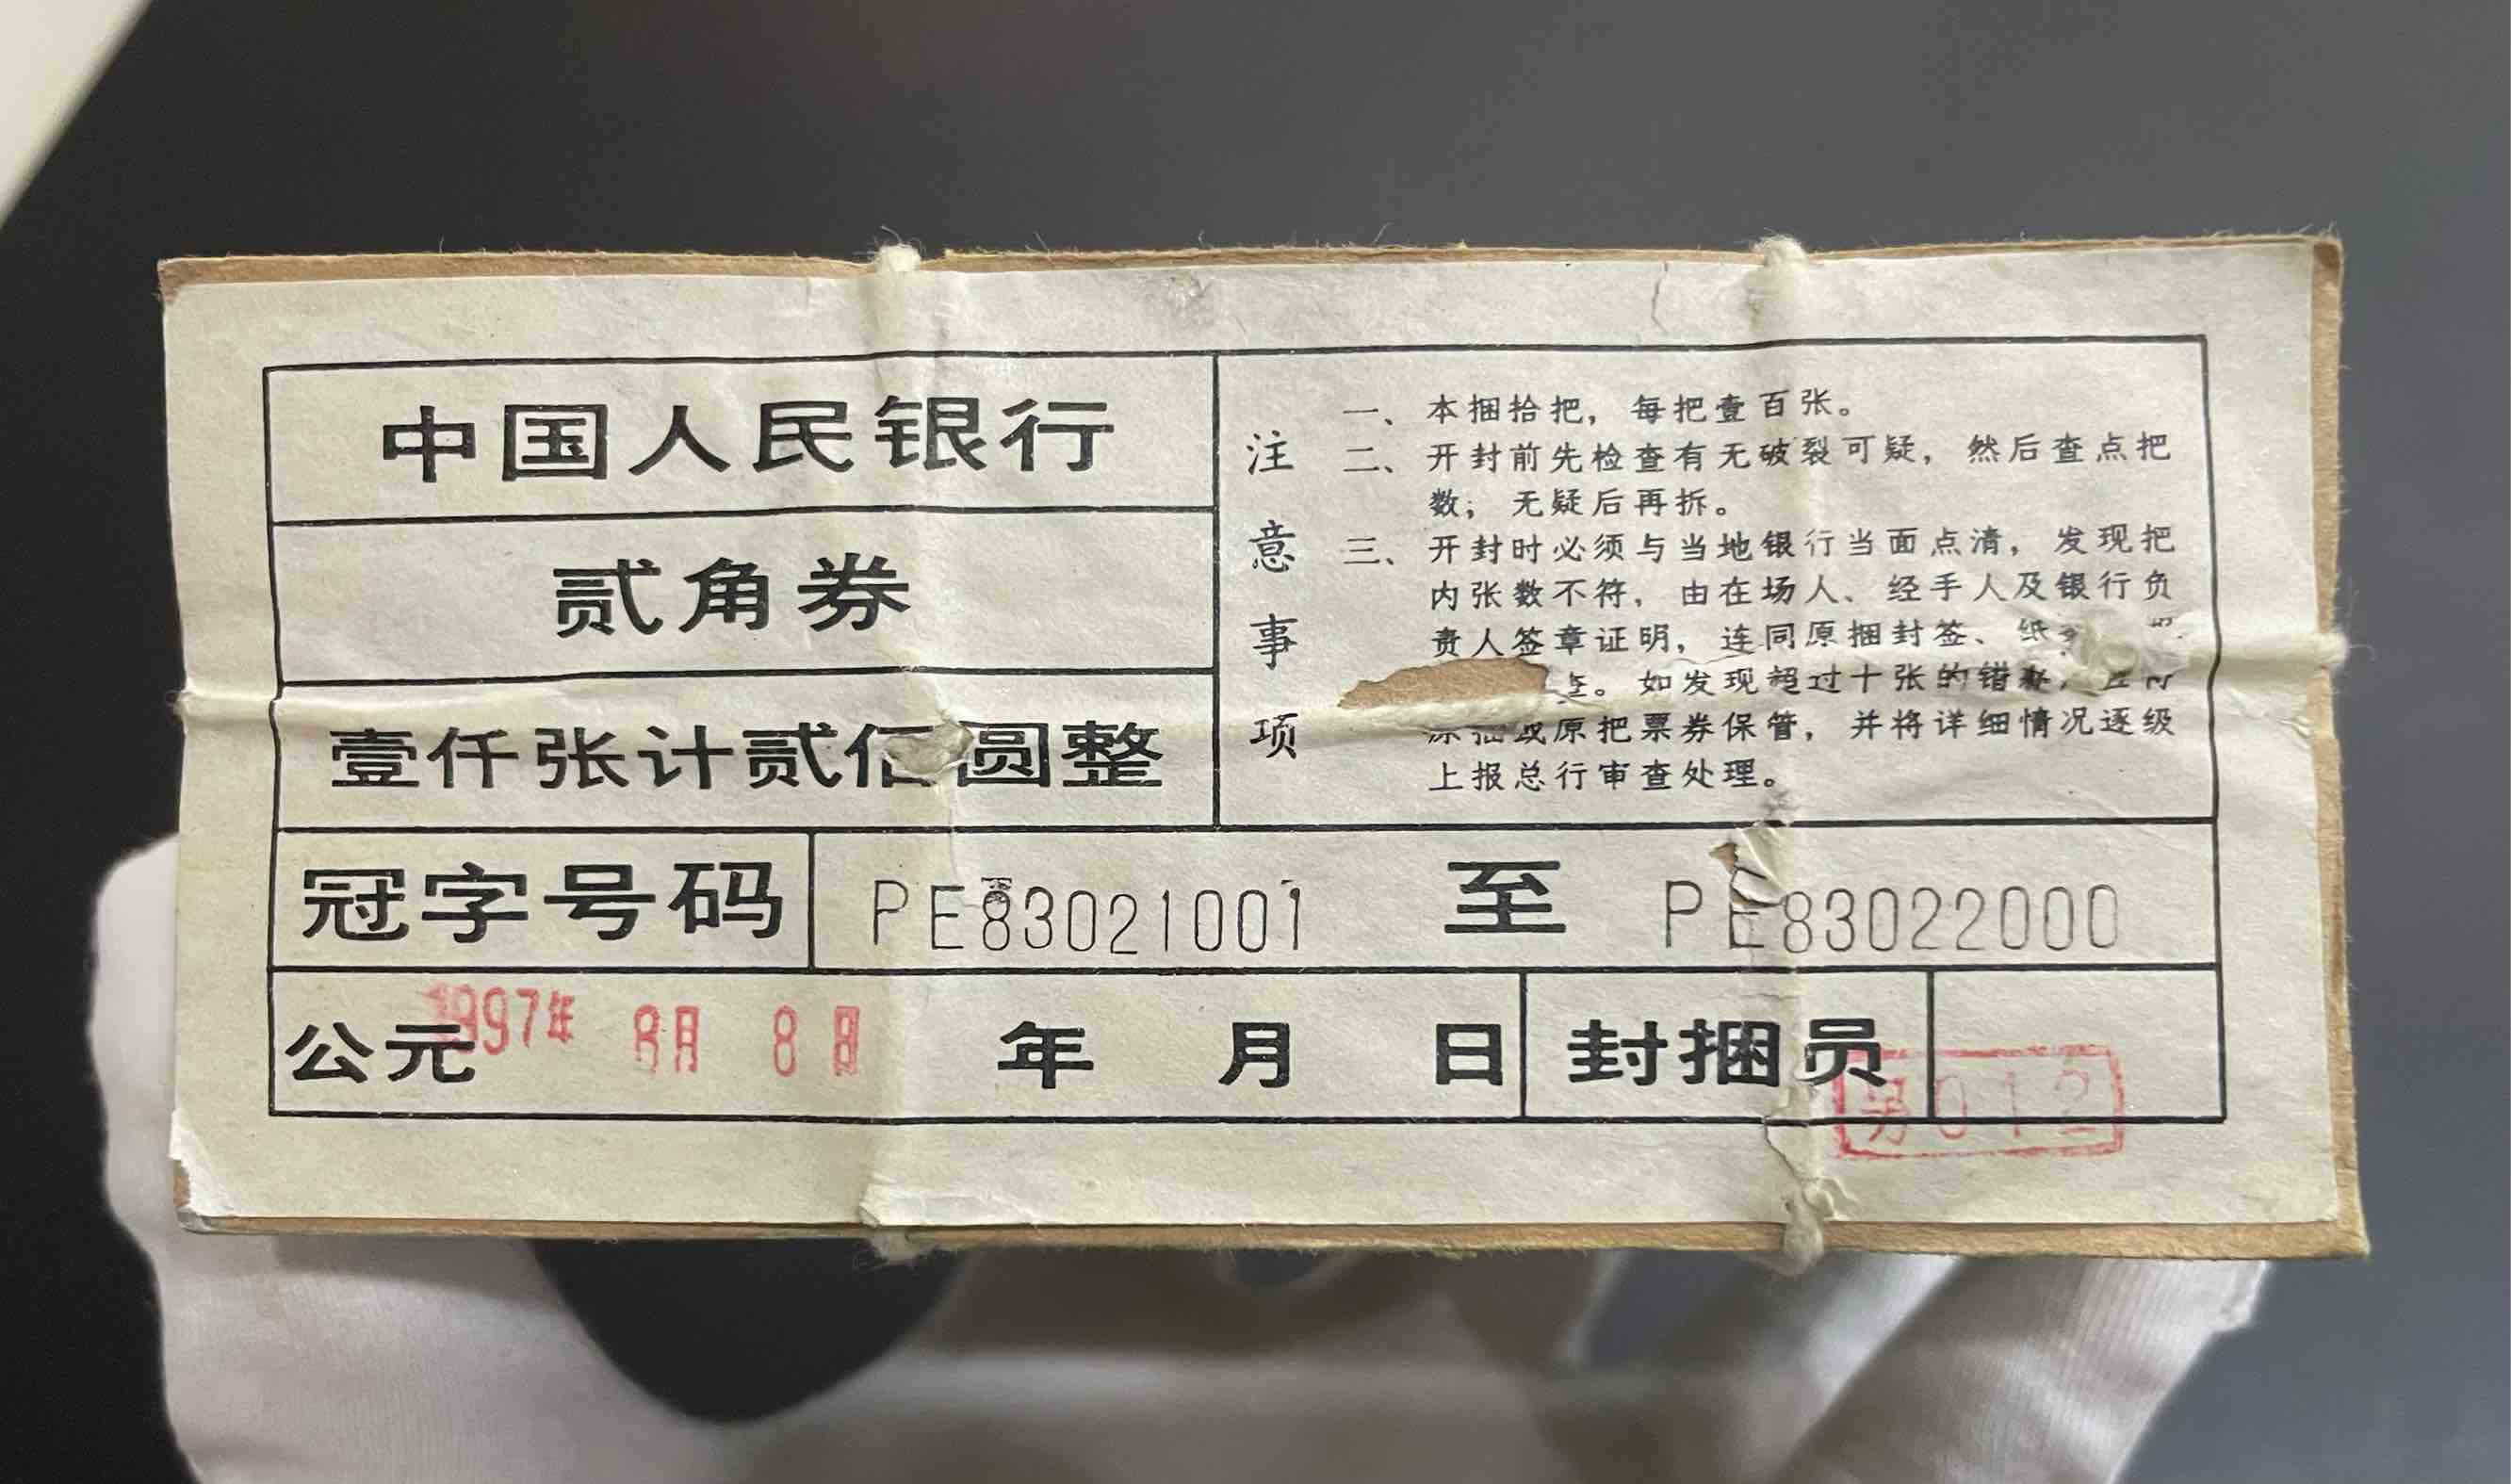 中国人民银行
贰角券
壹仟张计贰佰圆整
注意事项
一、本捆拾把，每把壹百张。
二、开封前先检查有无破裂可疑，然后查点把
数；无疑后再拆。
三、开封时必须与当地银行当面点清，发现把
内张数不符，由在场人、经手人及银行负
责人签章证明，连同原捆封签、纸
查。如发现超过十张的错款，应将
原捆或原把票券保管，并将详细情况逐级
上报总行审查处理。
冠字号码 PE83021001 至 PE83022000
公元 1997年 8月 8日 年 月 日 封捆员 012